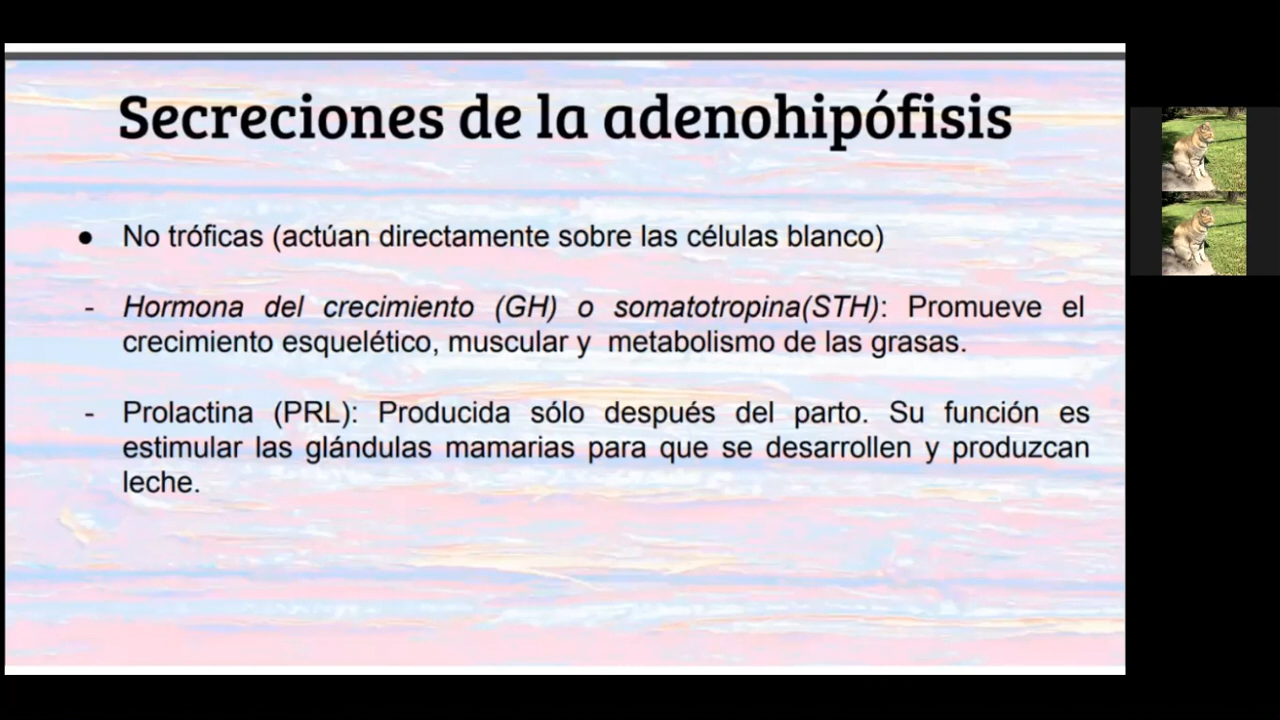 Secreciones de la adenohipófisis
● No tróficas (actúan directamente sobre las células blanco)
- Hormona del crecimiento (GH) o somatotropina(STH): Promueve el
crecimiento esquelético, muscular y metabolismo de las grasas.
- Prolactina (PRL): Producida sólo después del parto. Su función es
estimular las glándulas mamarias para que se desarrollen y produzcan
leche.